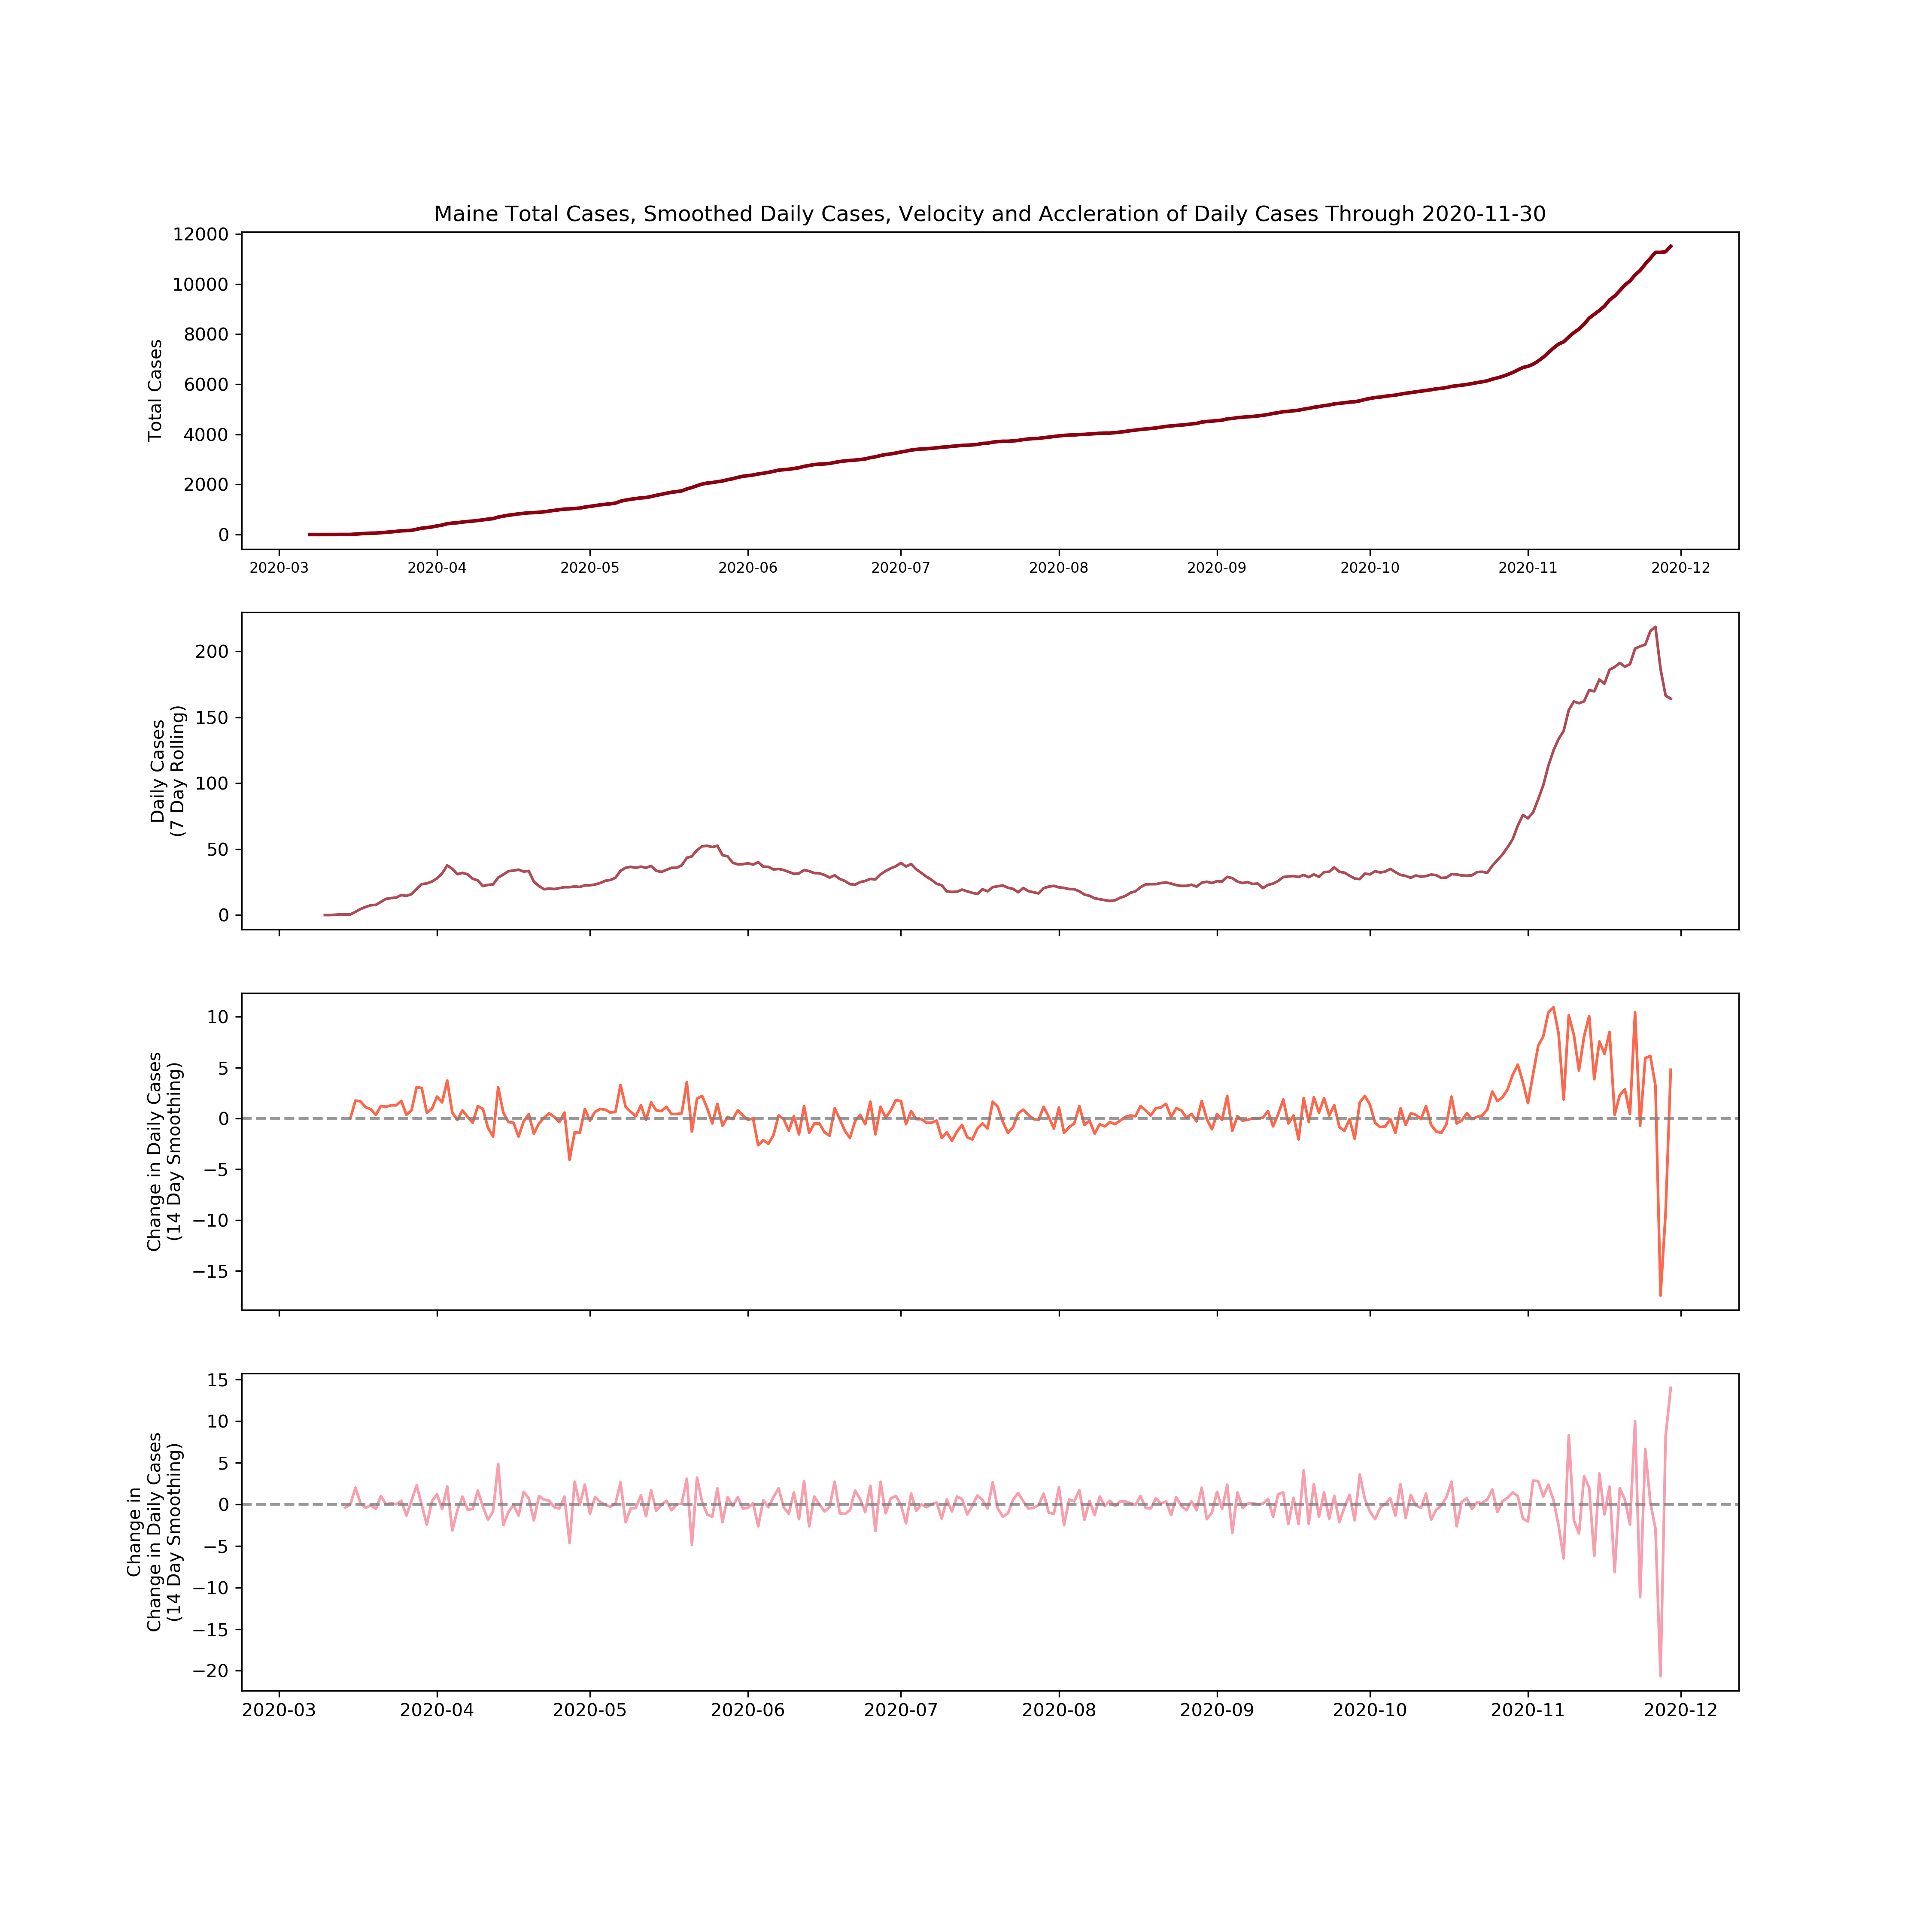 Maine Total Cases, Smoothed Daily Cases, Velocity and Accleration of Daily Cases Through 2020-11-30
Total Cases
12000
10000
8000
6000
4000
2000
0
2020-03 2020-04 2020-05 2020-06 2020-07 2020-08 2020-09 2020-10 2020-11 2020-12
Daily Cases
(7 Day Rolling)
200
150
100
50
0
Change in Daily Cases
(14 Day Smoothing)
10
5
0
−5
−10
−15
Change in
Change in Daily Cases
(14 Day Smoothing)
15
10
5
0
−5
−10
−15
−20
2020-03 2020-04 2020-05 2020-06 2020-07 2020-08 2020-09 2020-10 2020-11 2020-12